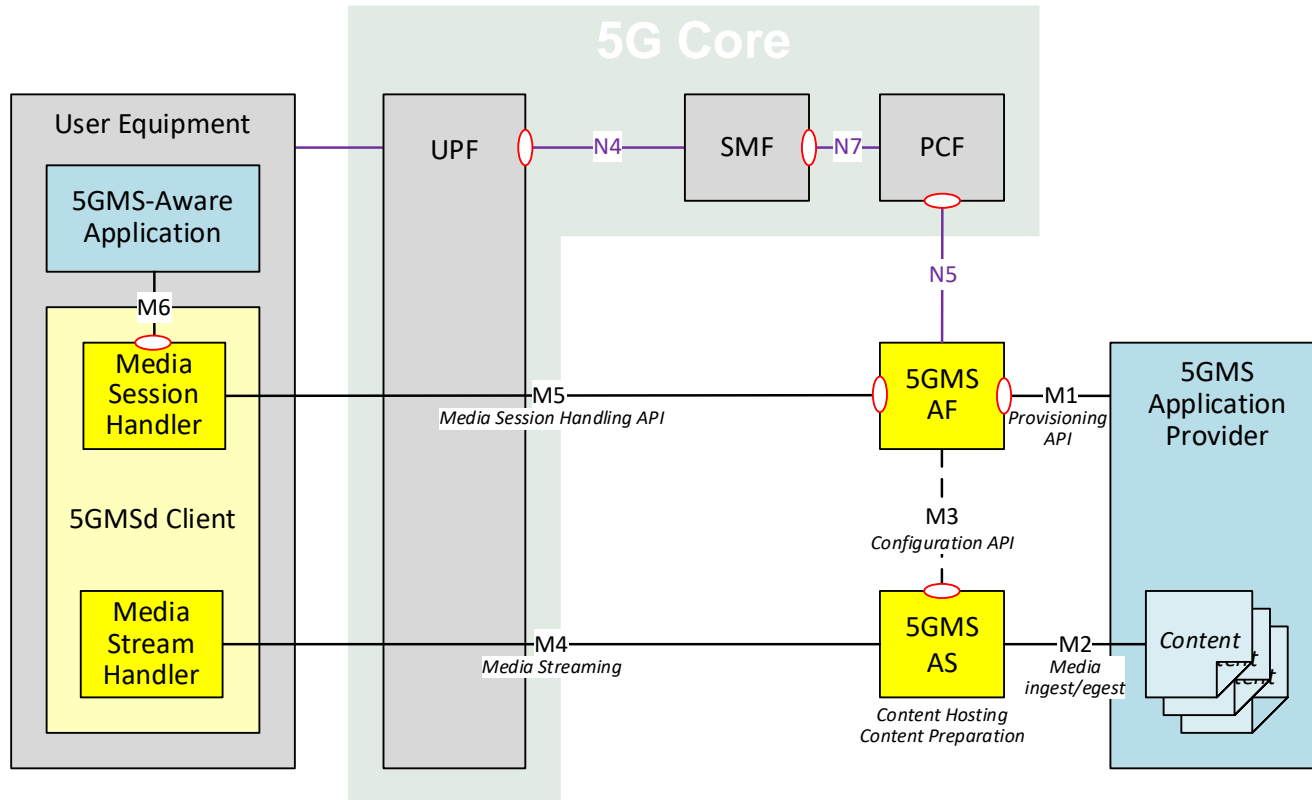 5G Core
User Equipment
UPF
N4
SMF
N7
PCF
5GMS-Aware
Application
N5
M6
Media
Session
Handler
M5
Media Session Handling API
5GMS
AF
M1
Provisioning
API
5GMS
Application
Provider
5GMSd Client
M3
Configuration API
Media
Stream
Handler
M4
Media Streaming
5GMS
AS
M2
Media
ingest/egest
Content
Content Hosting
Content Preparation